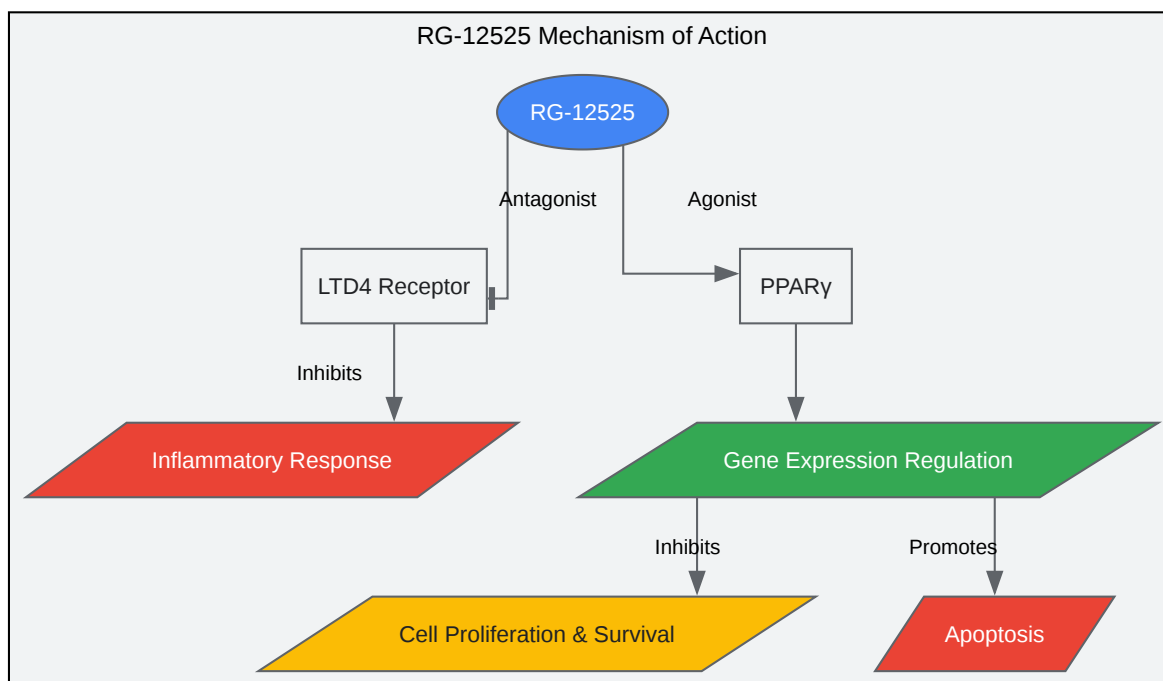 RG-12525 Mechanism of Action
RG-12525
Antagonist
Agonist
LTD4 Receptor
PPARγ
Inhibits
Inflammatory Response
Gene Expression Regulation
Inhibits
Promotes
Cell Proliferation & Survival
Apoptosis